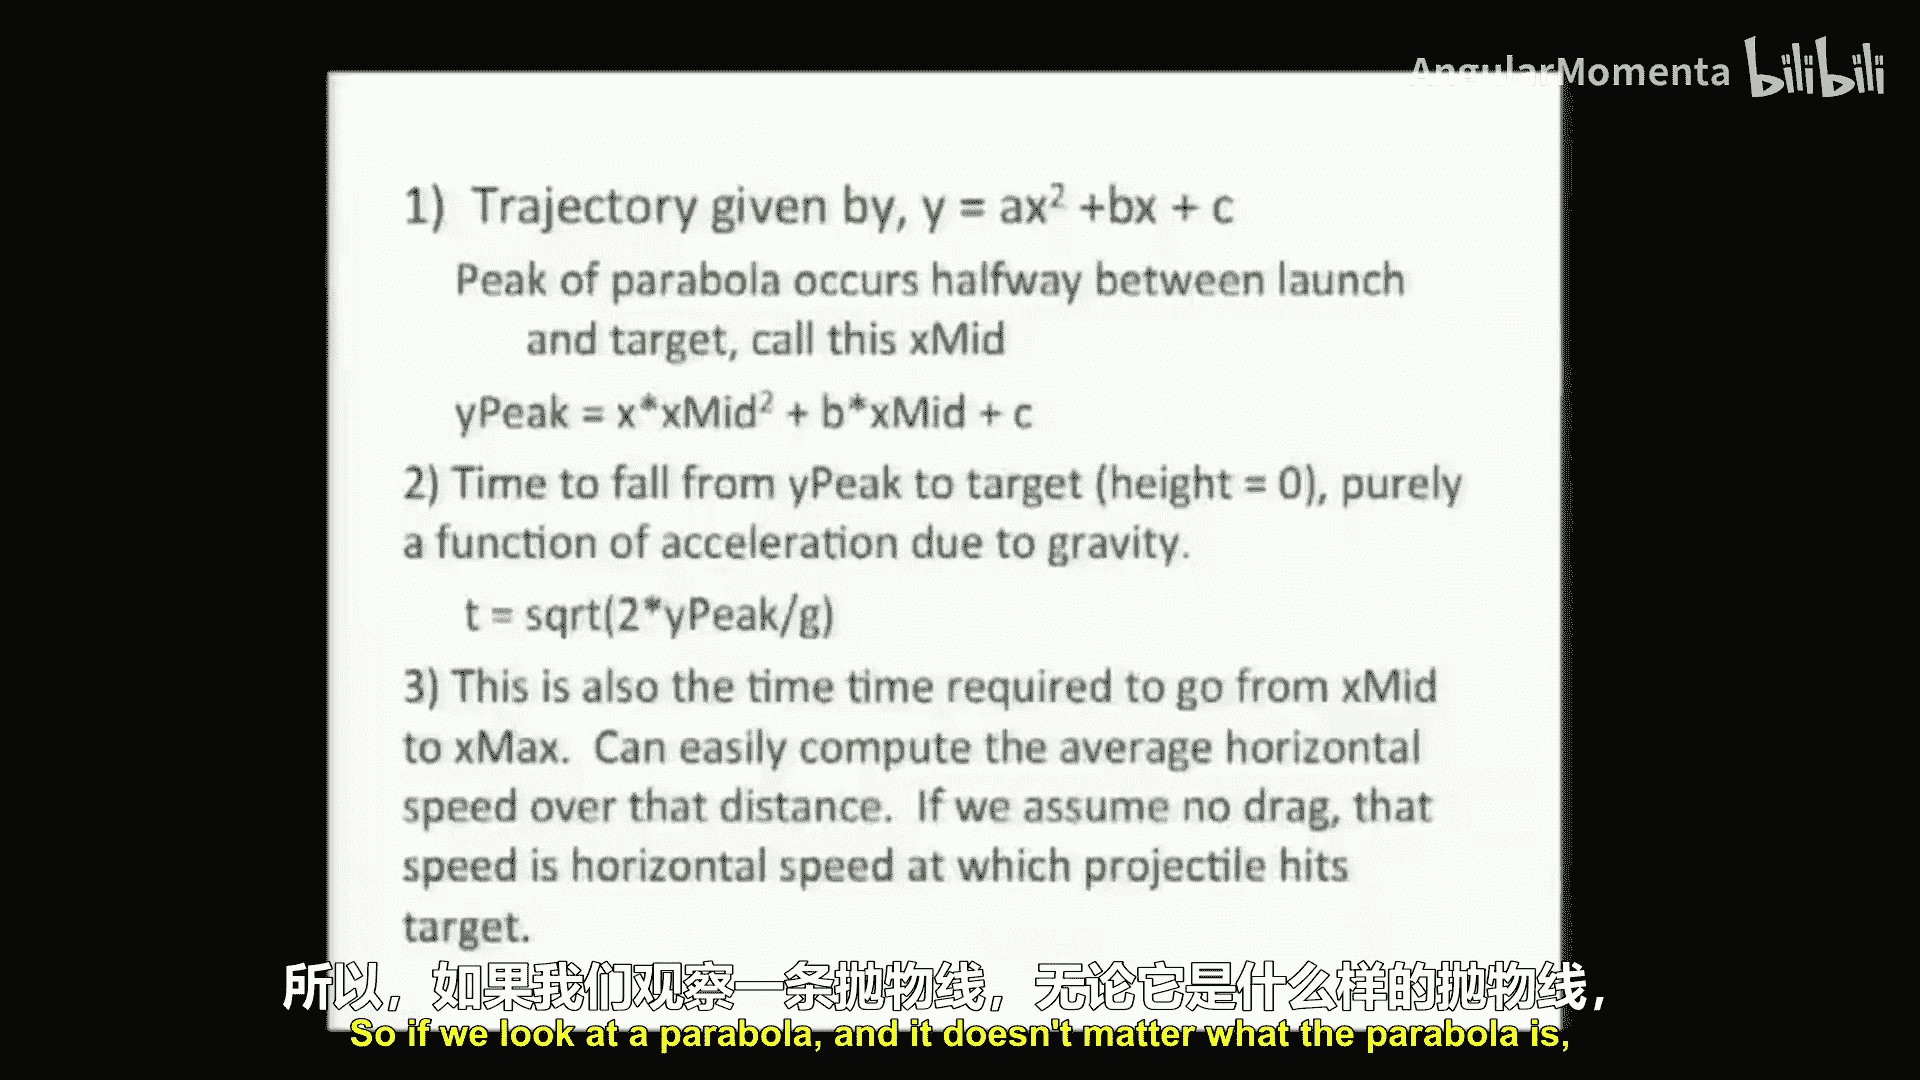 AngularMomenta bilibili
1) Trajectory given by, y = ax² +bx + c
Peak of parabola occurs halfway between launch
and target, call this xMid
yPeak = x*xMid² + b*xMid + c
2) Time to fall from yPeak to target (height = 0), purely
a function of acceleration due to gravity.
t = sqrt(2*yPeak/g)
3) This is also the time time required to go from xMid
to xMax. Can easily compute the average horizontal
speed over that distance. If we assume no drag, that
speed is horizontal speed at which projectile hits
target.
所以，如果我们观察一条抛物线，无论它是什么样的抛物线，
So if we look at a parabola, and it doesn't matter what the parabola is,